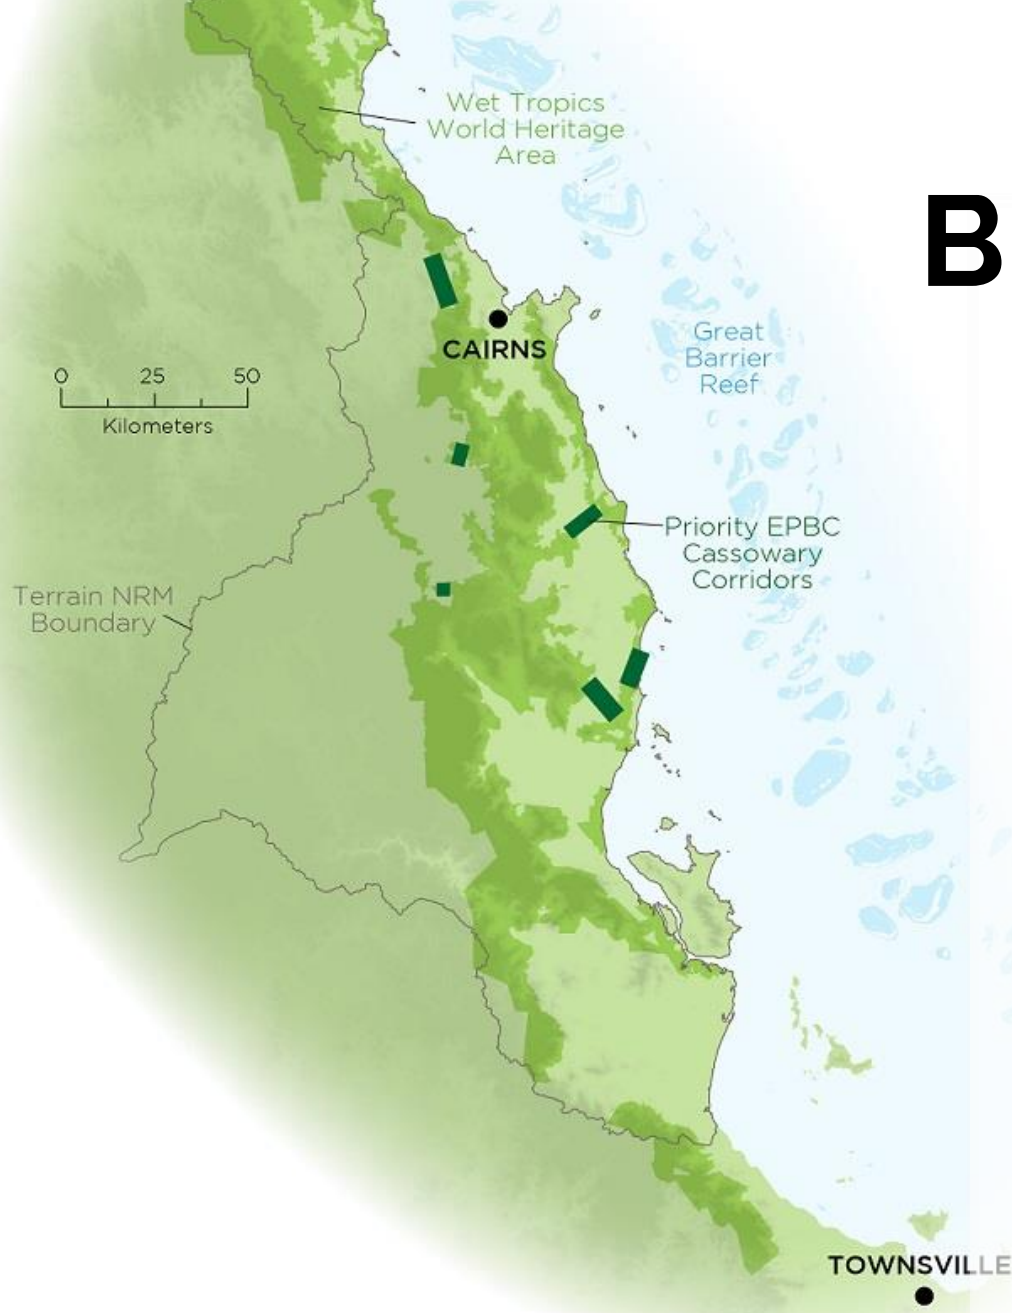 Wet Tropics
World Heritage
Area
B
CAIRNS
Great
Barrier
Reef
0 25 50
Kilometers
Priority EPBC
Cassowary
Corridors
Terrain NRM
Boundary
TOWNSVILLE